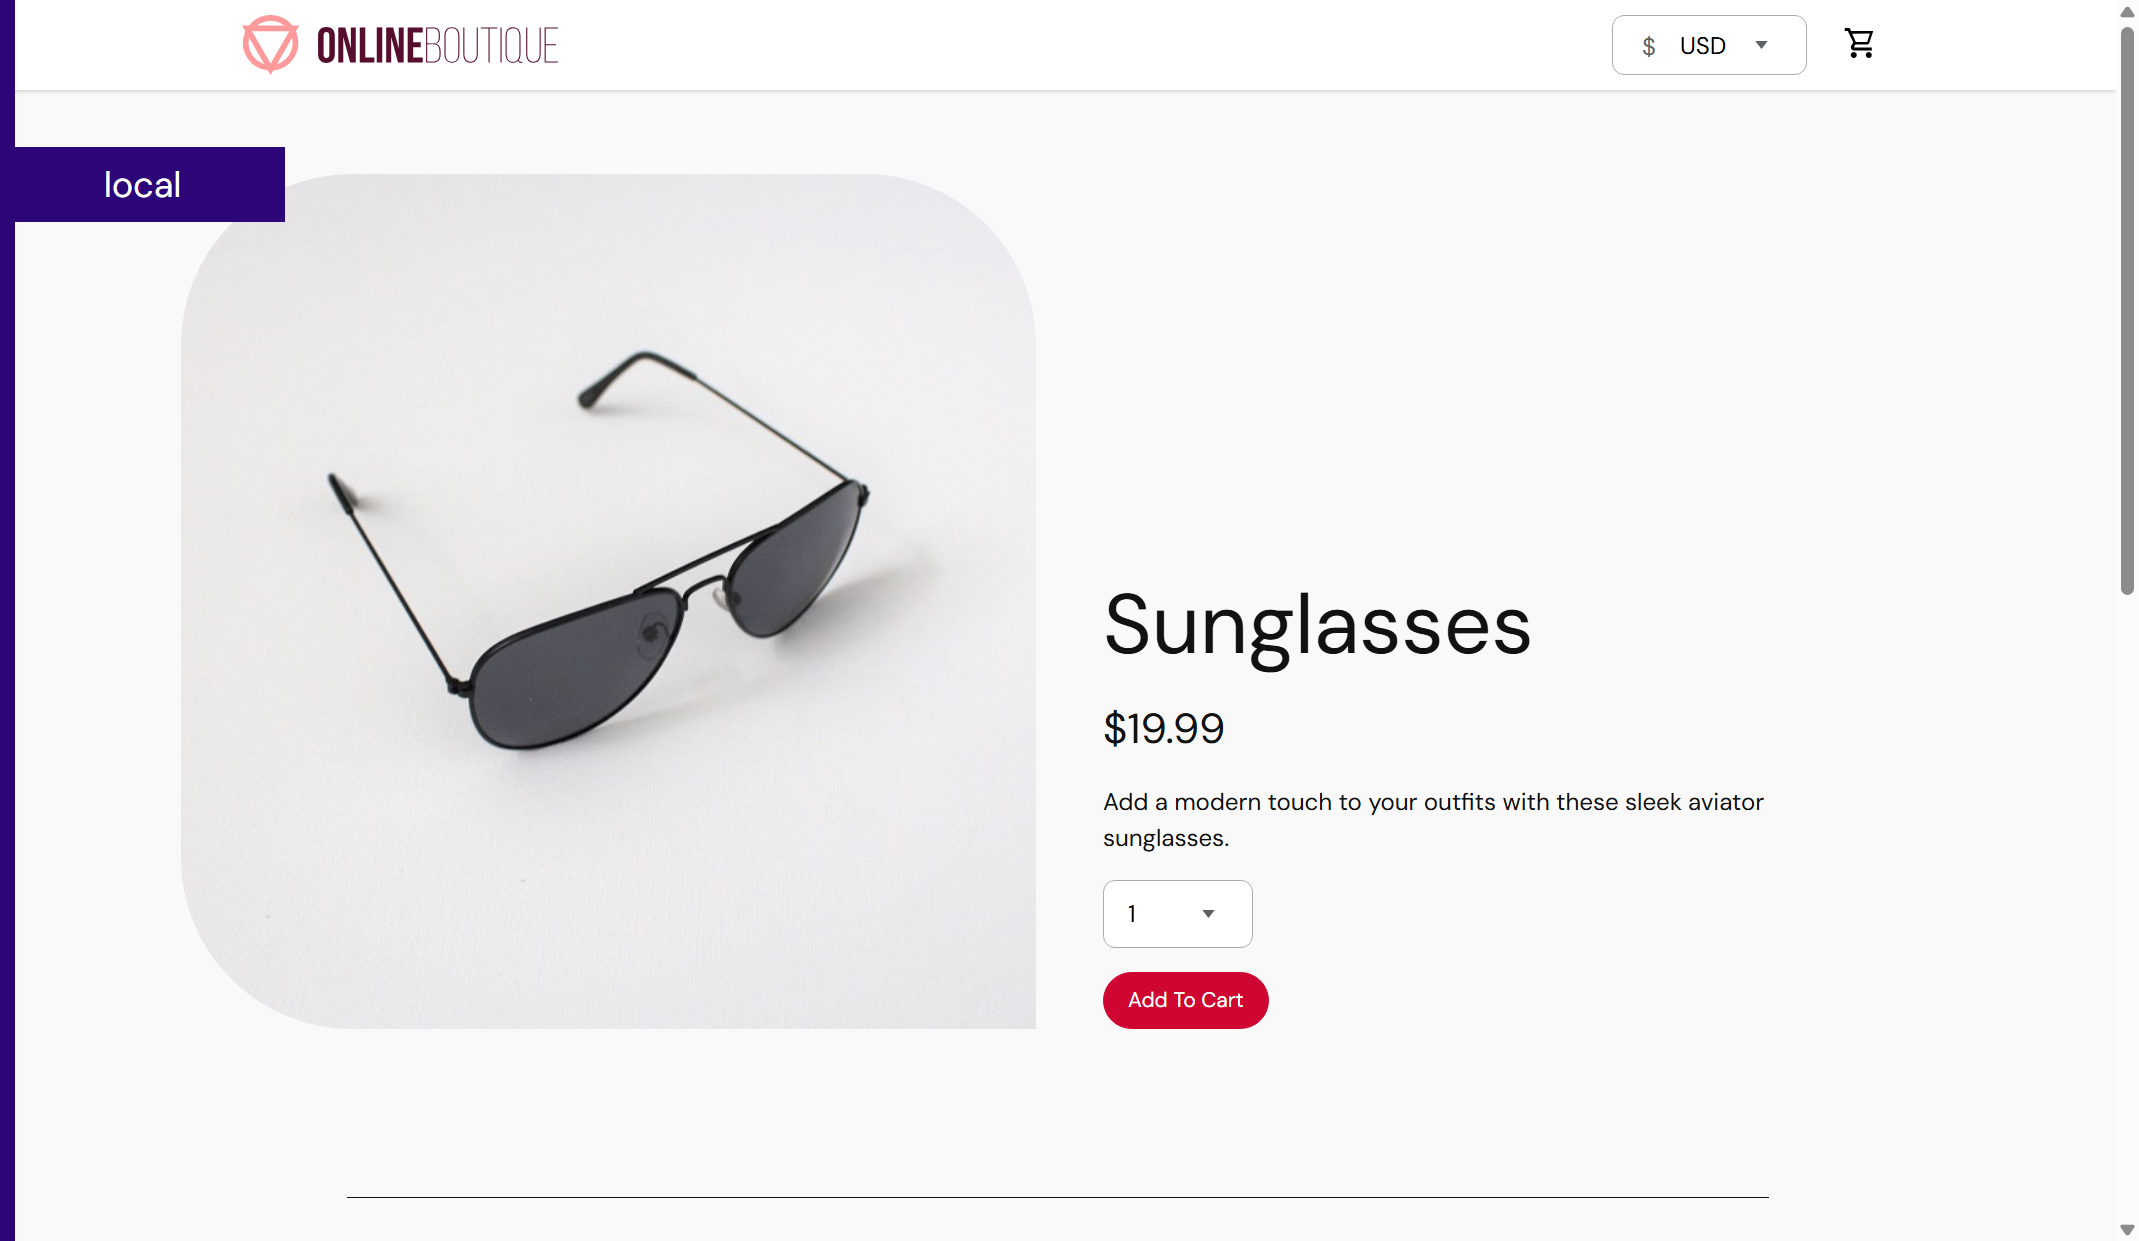 ONLINEBOUTIQUE
$ USD
local
Sunglasses
$19.99
Add a modern touch to your outfits with these sleek aviator
sunglasses.
1
Add To Cart